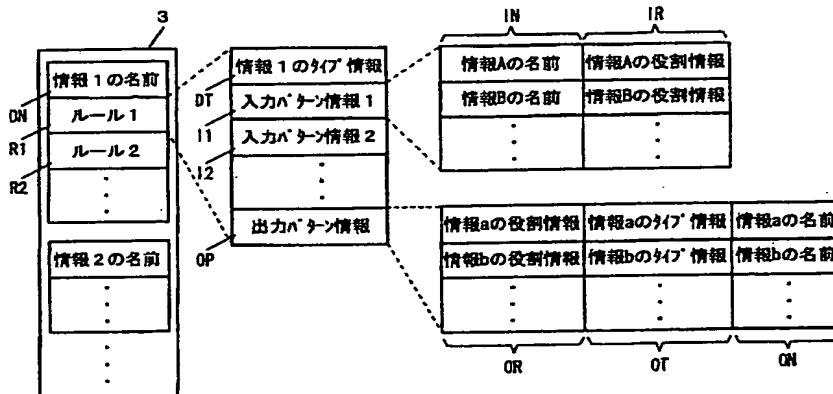 3
情報1の名前
ルール1
ルール2
DN
R1
R2
情報2の名前
情報1のタイプ情報
入力パターン情報1
入力パターン情報2
出力パターン情報
DT
I1
I2
OP
IN
IR
情報Aの名前
情報Aの役割情報
情報Bの名前
情報Bの役割情報
情報aの役割情報
情報aのタイプ情報
情報aの名前
情報bの役割情報
情報bのタイプ情報
情報bの名前
OR
OT
ON